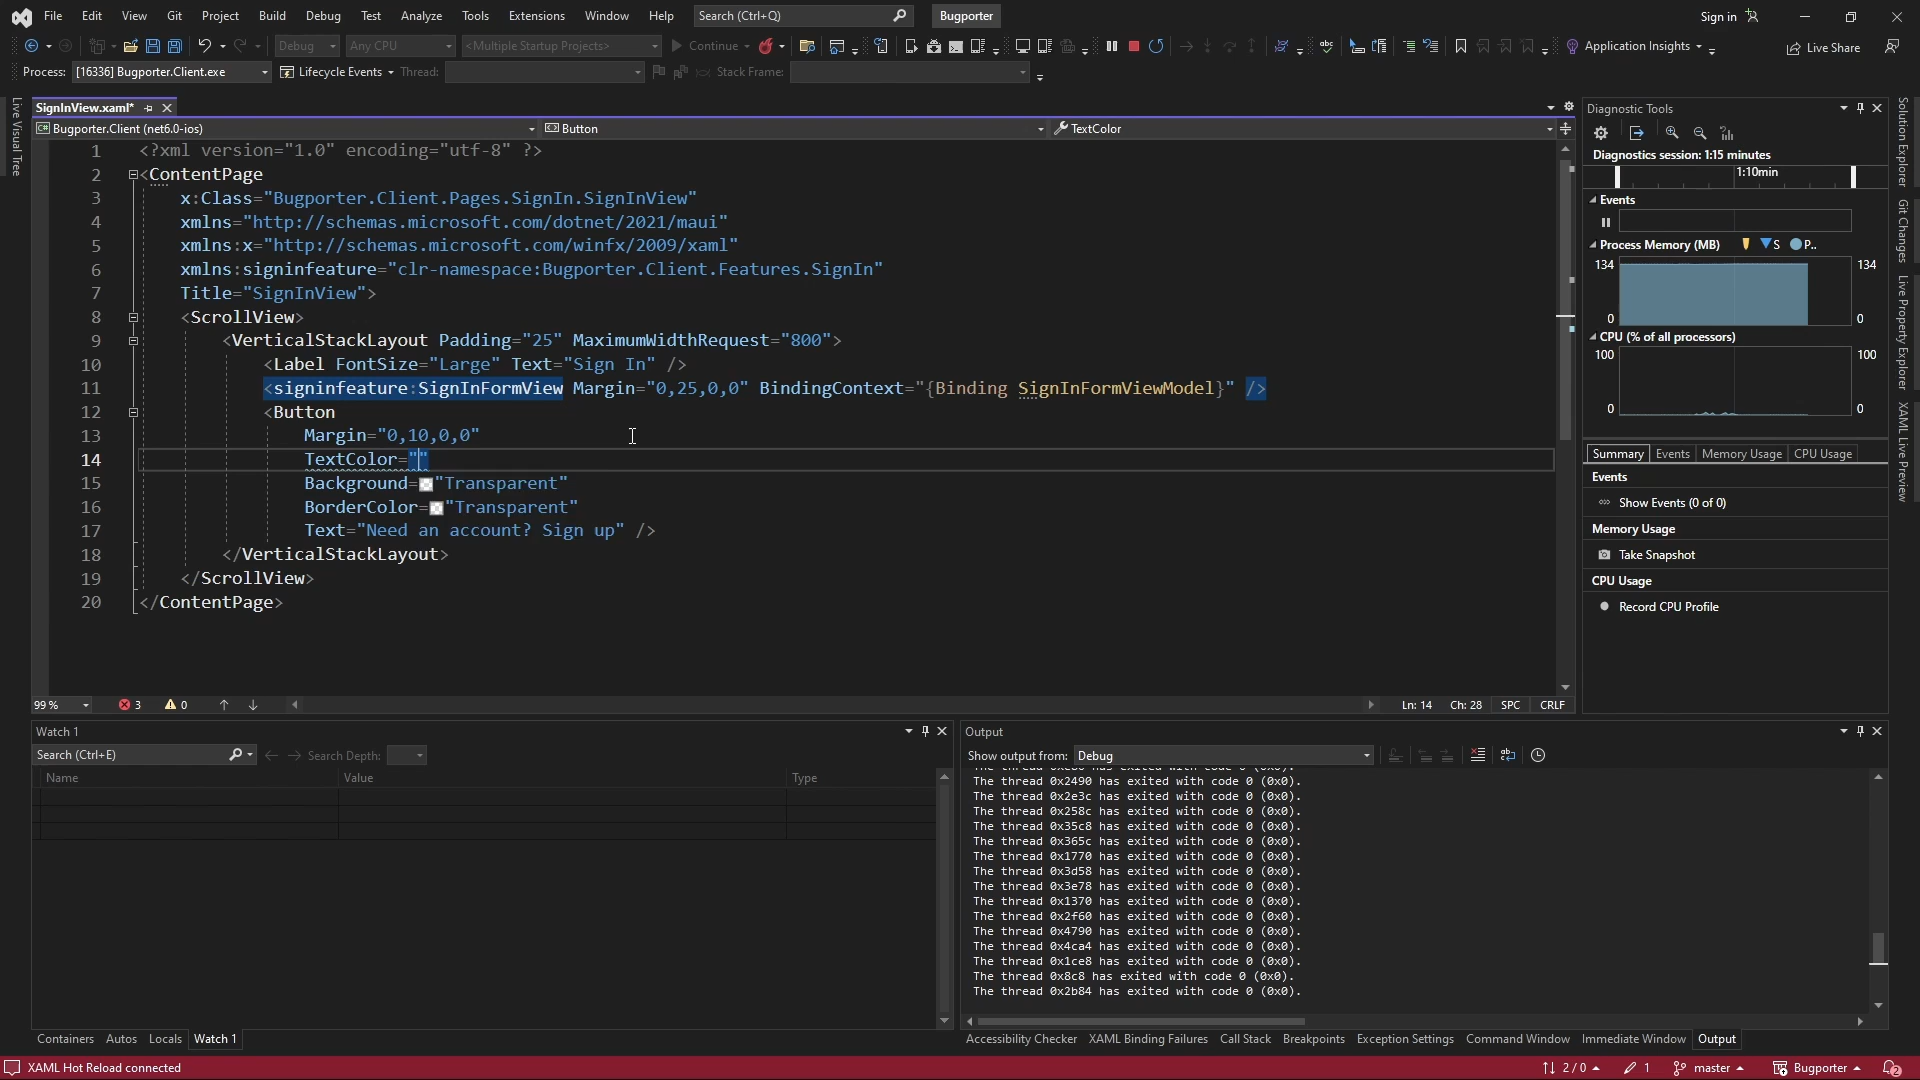 File Edit View Git Project Build Debug Test Analyze Tools Extensions Window Help Search (Ctrl+Q) Bugporter Sign in
Debug Any CPU <Multiple Startup Projects> Continue Application Insights Live Share
Process: [16336] Bugporter.Client.exe Lifecycle Events Thread: Stack Frame:
Live Visual Tree
SignInView.xaml*
Bugporter.Client (net6.0-ios) Button TextColor
1 <?xml version="1.0" encoding="utf-8" ?>
2 <ContentPage
3 x:Class="Bugporter.Client.Pages.SignIn.SignInView"
4 xmlns="http://schemas.microsoft.com/dotnet/2021/maui"
5 xmlns:x="http://schemas.microsoft.com/winfx/2009/xaml"
6 xmlns:signinfeature="clr-namespace:Bugporter.Client.Features.SignIn"
7 Title="SignInView">
8 <ScrollView>
9 <VerticalStackLayout Padding="25" MaximumWidthRequest="800">
10 <Label FontSize="Large" Text="Sign In" />
11 <signinfeature:SignInFormView Margin="0,25,0,0" BindingContext="{Binding SignInFormViewModel}" />
12 <Button
13 Margin="0,10,0,0"
14 TextColor=""
15 Background="Transparent"
16 BorderColor="Transparent"
17 Text="Need an account? Sign up" />
18 </VerticalStackLayout>
19 </ScrollView>
20 </ContentPage>
99 % 3 0 Ln: 14 Ch: 28 SPC CRLF
Diagnostic Tools
Diagnostics session: 1:15 minutes
1:10min
Events
Process Memory (MB) S P..
134 134
0 0
CPU (% of all processors)
100 100
0 0
Summary Events Memory Usage CPU Usage
Events
Show Events (0 of 0)
Memory Usage
Take Snapshot
CPU Usage
Record CPU Profile
Solution Explorer
Git Changes
Live Property Explorer
XAML Live Preview
Watch 1
Search (Ctrl+E) Search Depth:
Name Value Type
Containers Autos Locals Watch 1
Output
Show output from: Debug
The thread 0x2490 has exited with code 0 (0x0).
The thread 0x2e3c has exited with code 0 (0x0).
The thread 0x258c has exited with code 0 (0x0).
The thread 0x35c8 has exited with code 0 (0x0).
The thread 0x365c has exited with code 0 (0x0).
The thread 0x1770 has exited with code 0 (0x0).
The thread 0x3d58 has exited with code 0 (0x0).
The thread 0x3e78 has exited with code 0 (0x0).
The thread 0x1370 has exited with code 0 (0x0).
The thread 0x2f60 has exited with code 0 (0x0).
The thread 0x4790 has exited with code 0 (0x0).
The thread 0x4ca4 has exited with code 0 (0x0).
The thread 0x1ce8 has exited with code 0 (0x0).
The thread 0x8c8 has exited with code 0 (0x0).
The thread 0x2b84 has exited with code 0 (0x0).
Accessibility Checker XAML Binding Failures Call Stack Breakpoints Exception Settings Command Window Immediate Window Output
XAML Hot Reload connected 2 / 0 1 master Bugporter 2